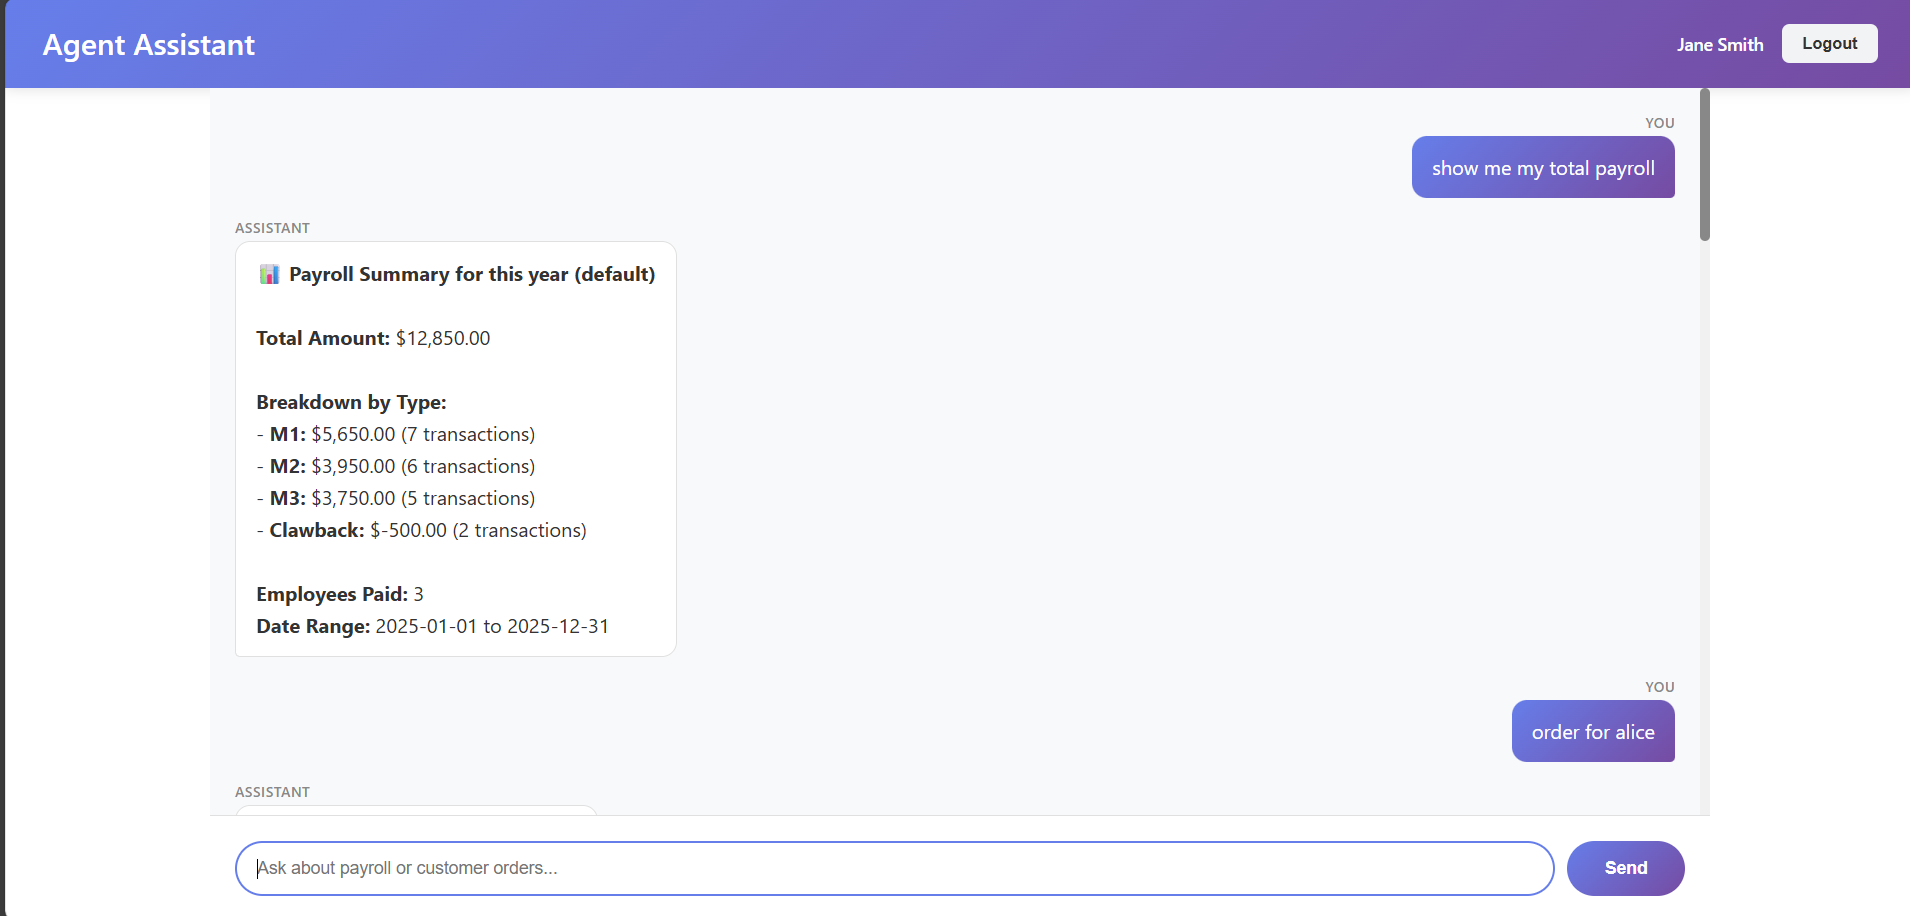 Agent Assistant
Jane Smith
Logout
YOU
show me my total payroll
ASSISTANT
📊 Payroll Summary for this year (default)
Total Amount: $12,850.00
Breakdown by Type:
- M1: $5,650.00 (7 transactions)
- M2: $3,950.00 (6 transactions)
- M3: $3,750.00 (5 transactions)
- Clawback: $-500.00 (2 transactions)
Employees Paid: 3
Date Range: 2025-01-01 to 2025-12-31
YOU
order for alice
ASSISTANT
Ask about payroll or customer orders...
Send